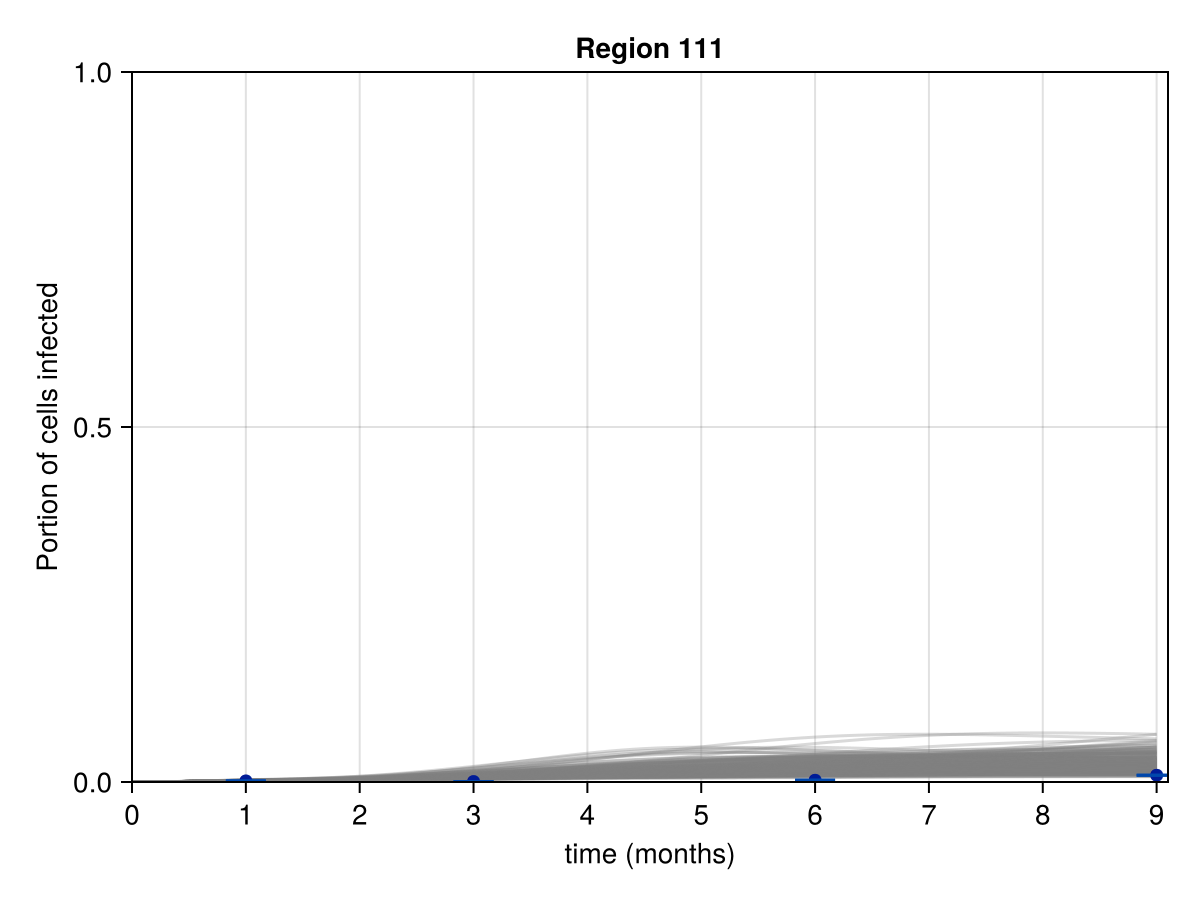 Region 111
1.0
0.5
0.0
Portion of cells infected
0 1 2 3 4 5 6 7 8 9
time (months)